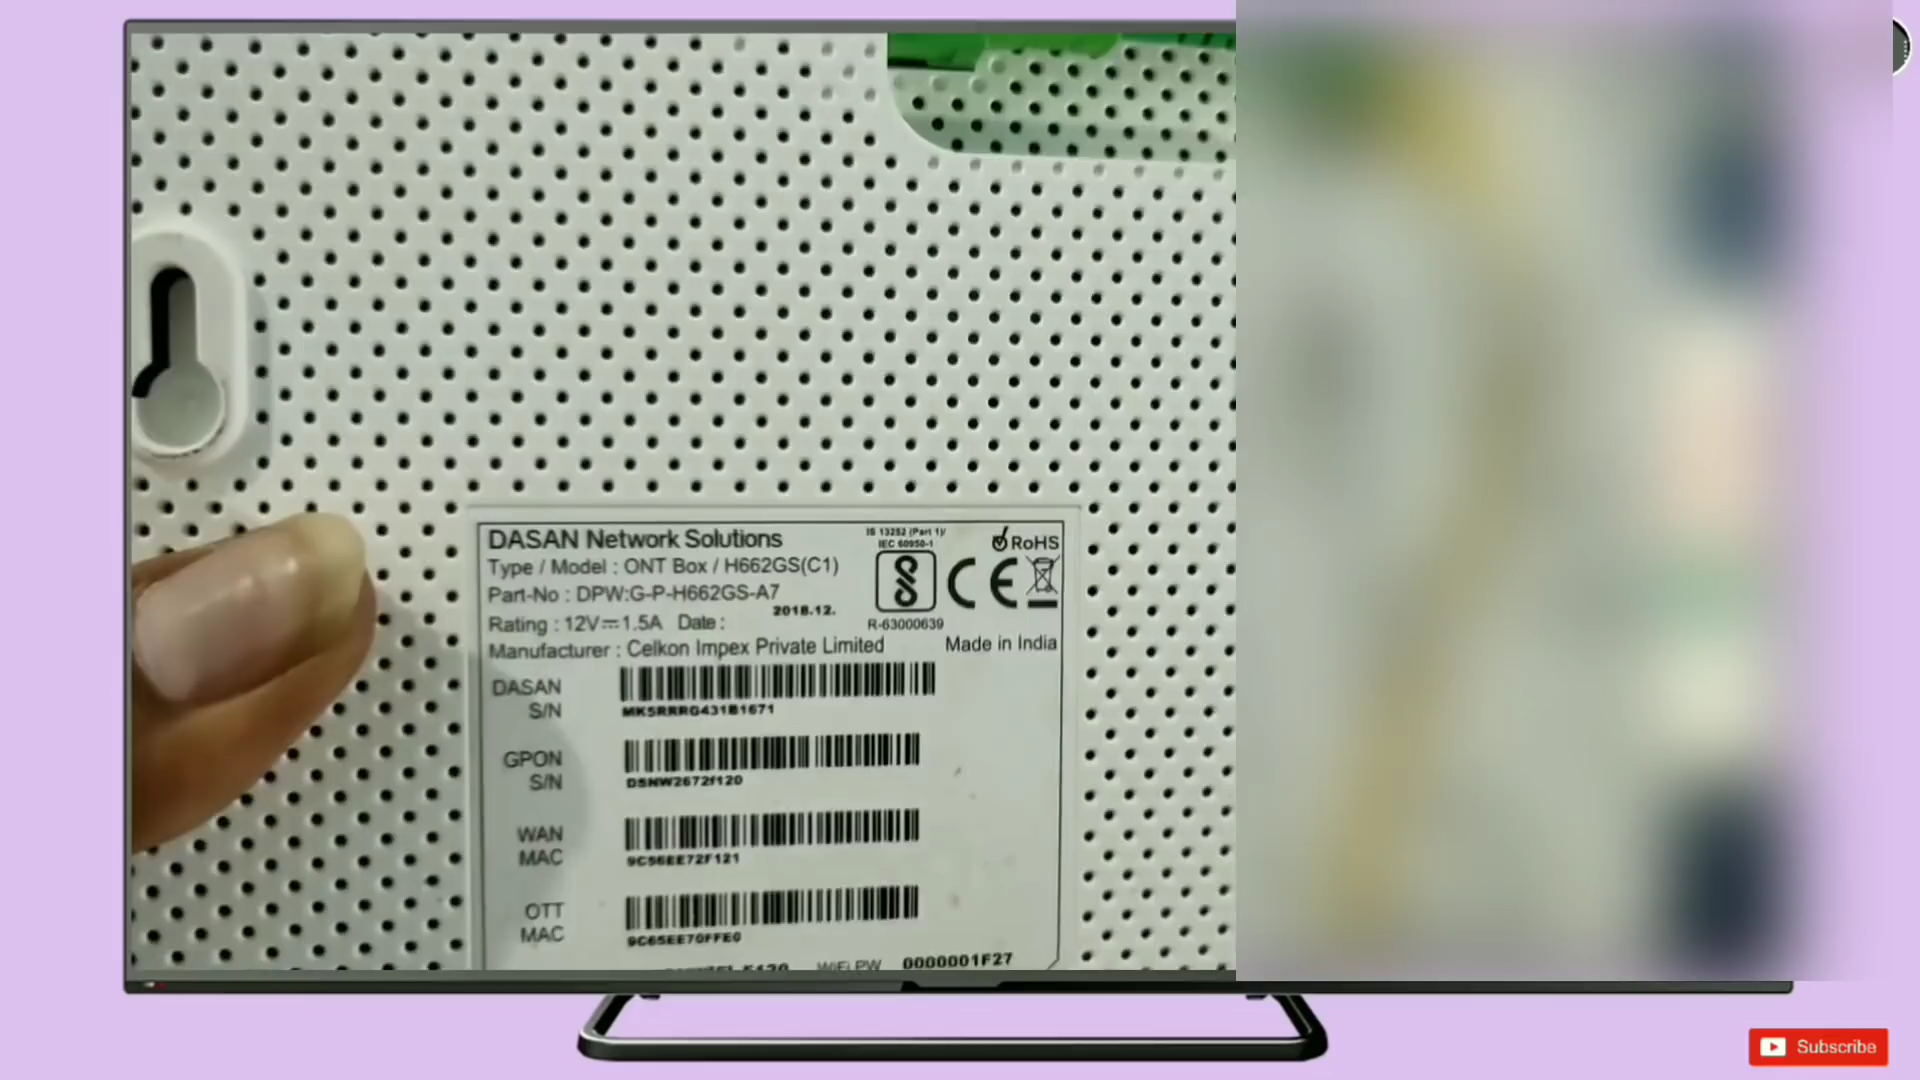 DASAN Network Solutions
Type / Model : ONT Box / H662GS(C1)
Part-No : DPW:G-P-H662GS-A7
Rating : 12V⎓1.5A Date : 2018.12.
Manufacturer : Celkon Impex Private Limited
IS 13252 (Part 1)/
IEC 60950-1
RoHS
CE
R-63000639
Made in India
DASAN S/N
MK5RRRG431B1671
GPON S/N
DSNW2672f120
WAN MAC
9C56EE72F121
OTT MAC
9C65EE70FFE0
WiFi PW 0000001F27
Subscribe